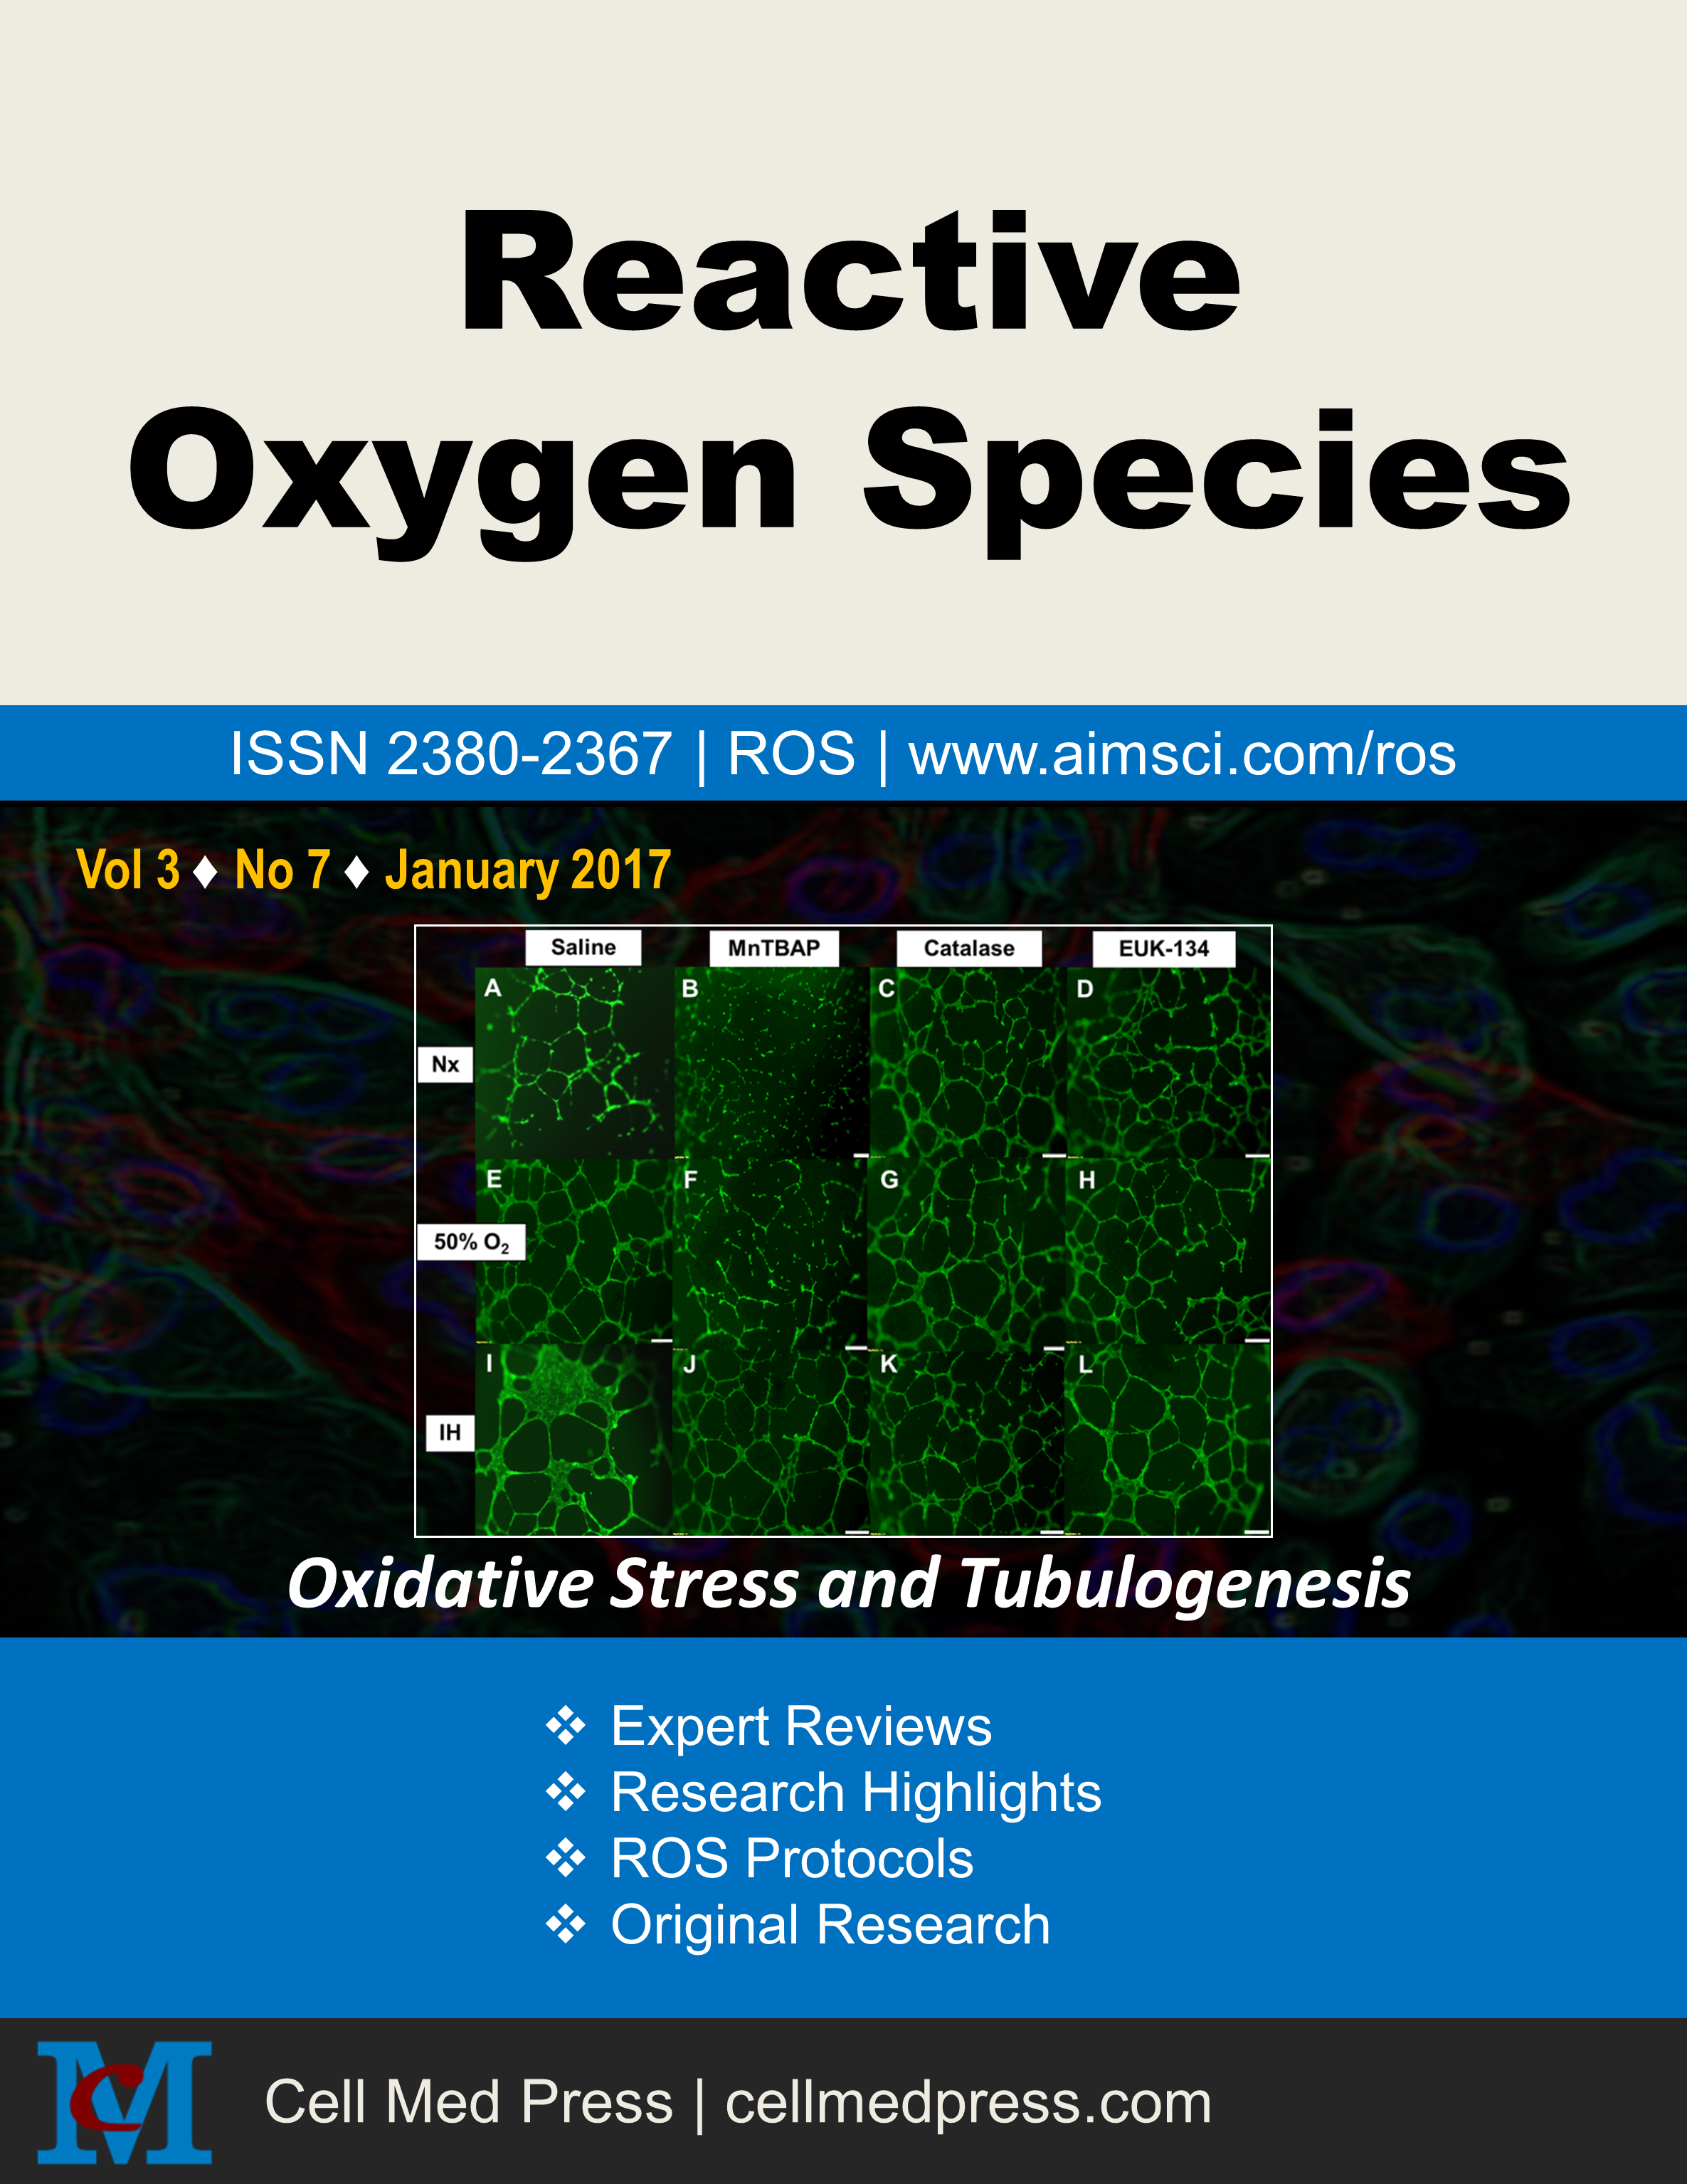 Reactive
Oxygen Species
ISSN 2380-2367 | ROS | www.aimsci.com/ros
Vol 3 ♦ No 7 ♦ January 2017
Saline MnTBAP Catalase EUK-134
A B C D
Nx
E F G H
50% O₂
I J K L
IH
Oxidative Stress and Tubulogenesis
❖ Expert Reviews
❖ Research Highlights
❖ ROS Protocols
❖ Original Research
MC
Cell Med Press | cellmedpress.com